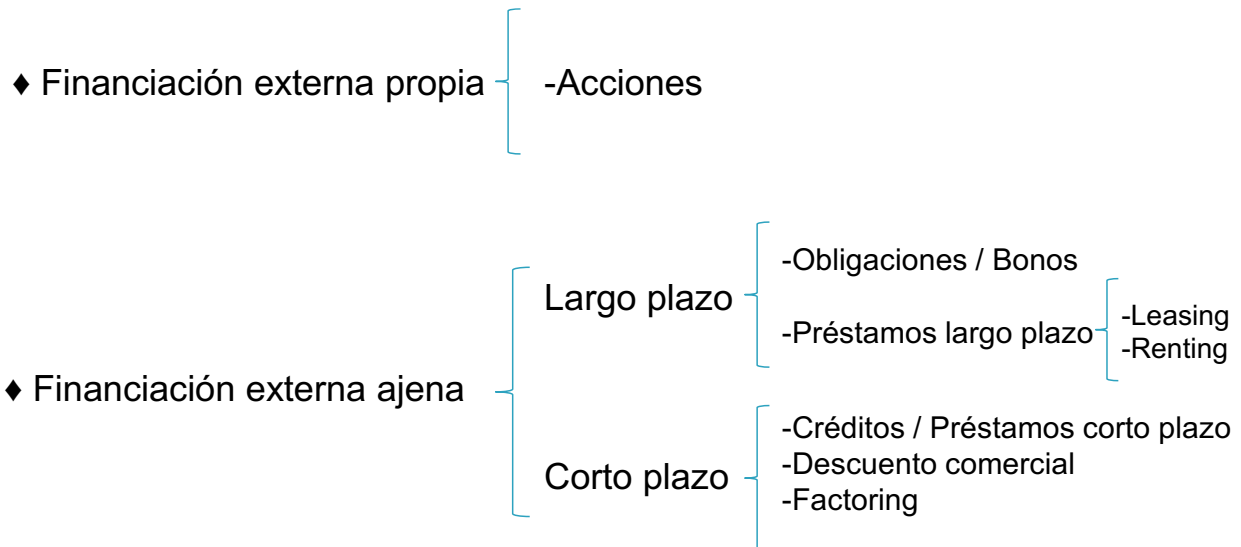 ♦ Financiación externa propia
-Acciones
♦ Financiación externa ajena
Largo plazo
-Obligaciones / Bonos
-Préstamos largo plazo
-Leasing
-Renting
Corto plazo
-Créditos / Préstamos corto plazo
-Descuento comercial
-Factoring